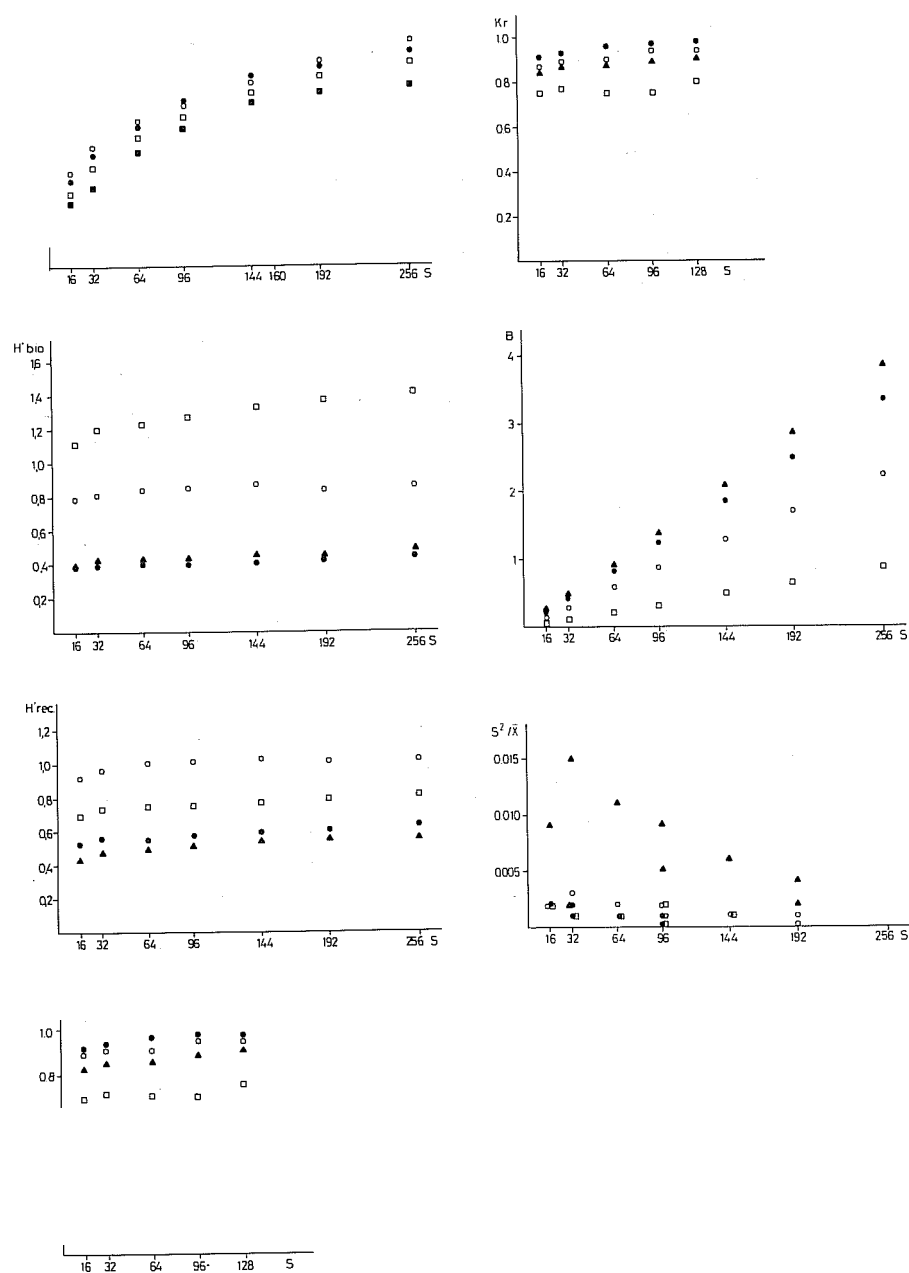 16 32 64 96 144 160 192 256 S
Kr
1.0
0.8
0.6
0.4
0.2
16 32 64 96 128 S
H'bio
1,6
1,4
1,2
1,0
0,8
0,6
0,4
0,2
16 32 64 96 144 192 256 S
B
4
3
2
1
16 32 64 96 144 192 256 S
H'rec.
1,2
1,0
0,8
0,6
0,4
0,2
16 32 64 96 144 192 256 S
S²/x̄
0.015
0.010
0.005
16 32 64 96 144 192 256 S
1.0
0.8
16 32 64 96 128 S